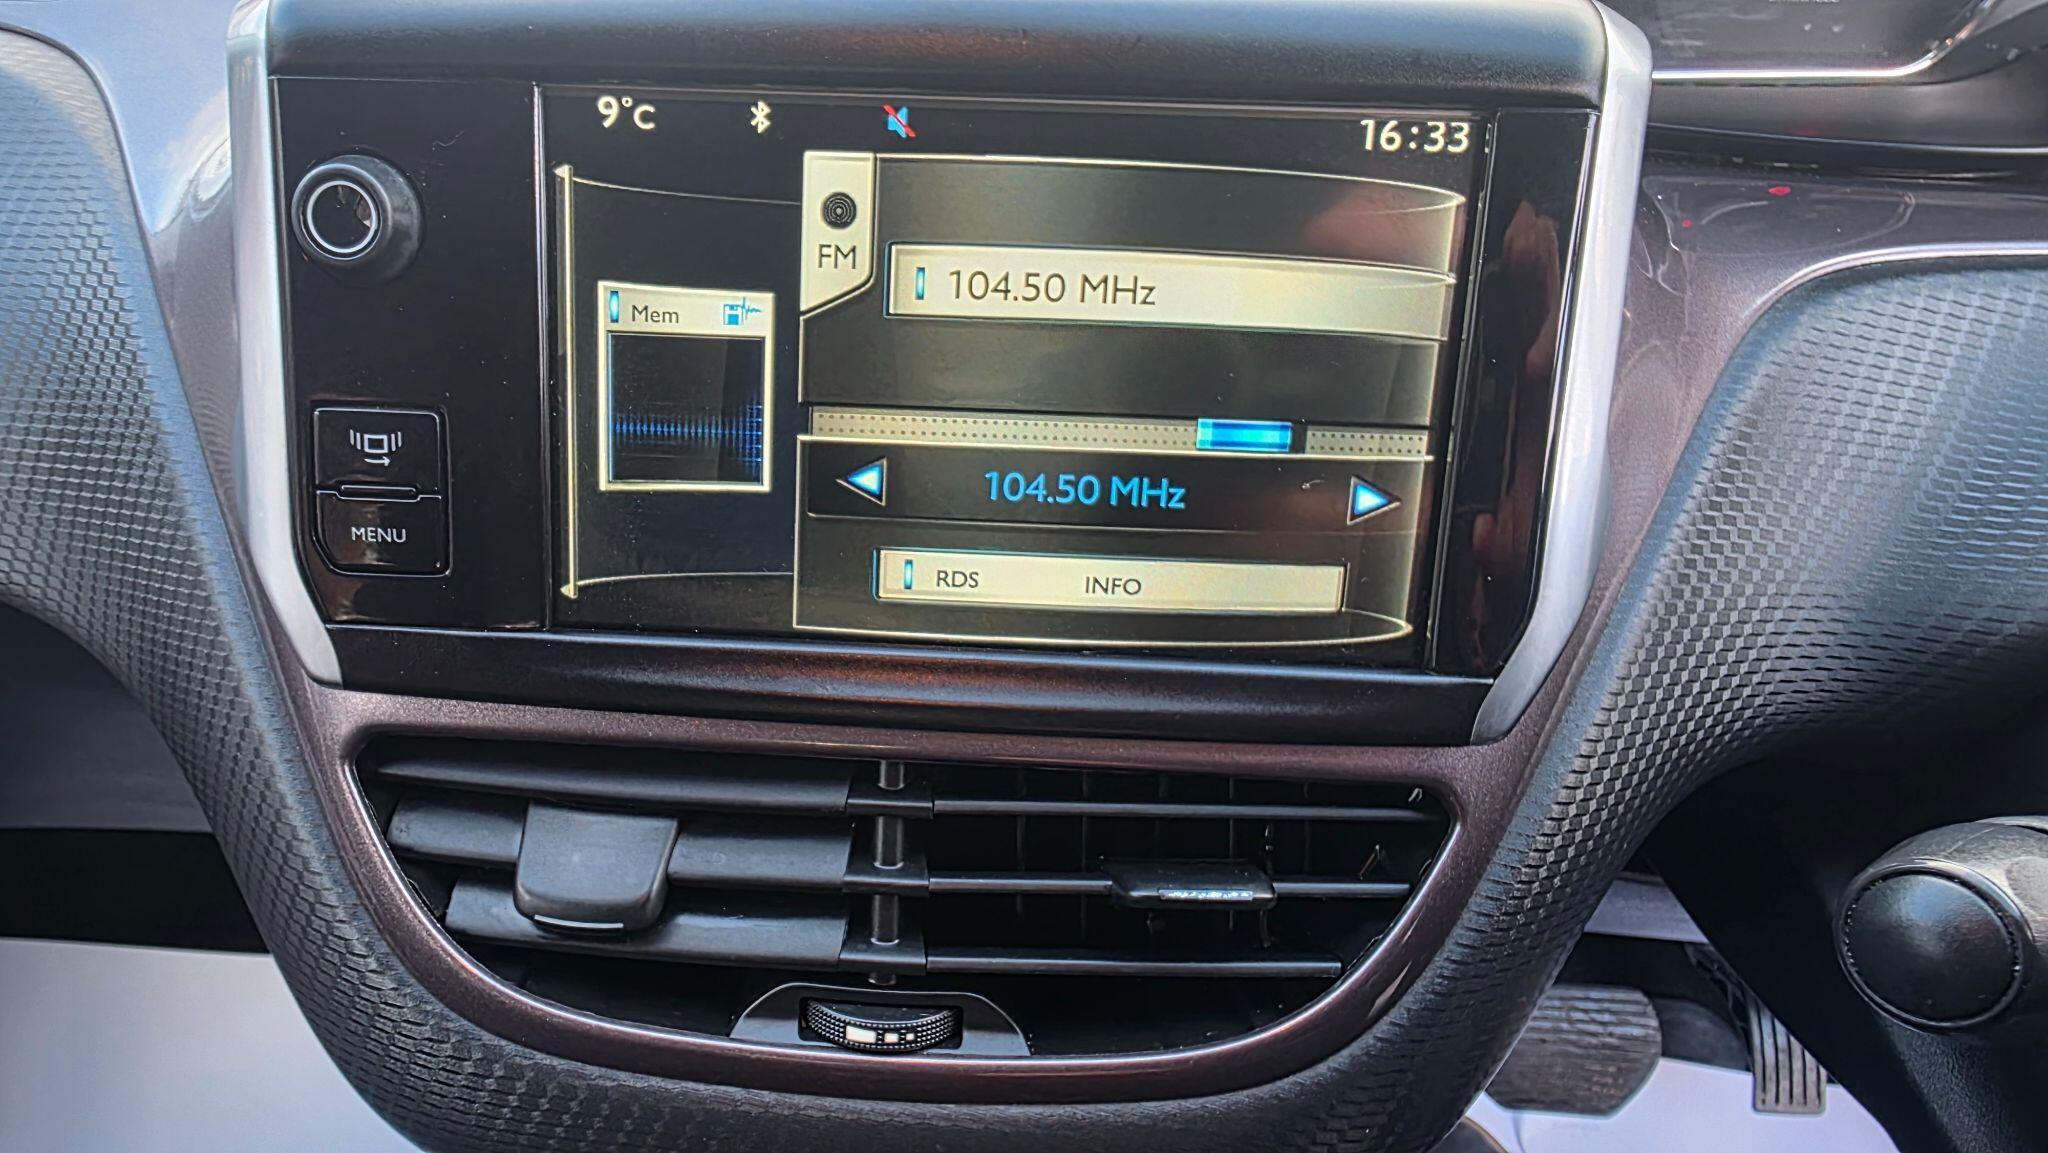 9°C 16:33
FM
104.50 MHz
Mem
104.50 MHz
MENU
RDS INFO